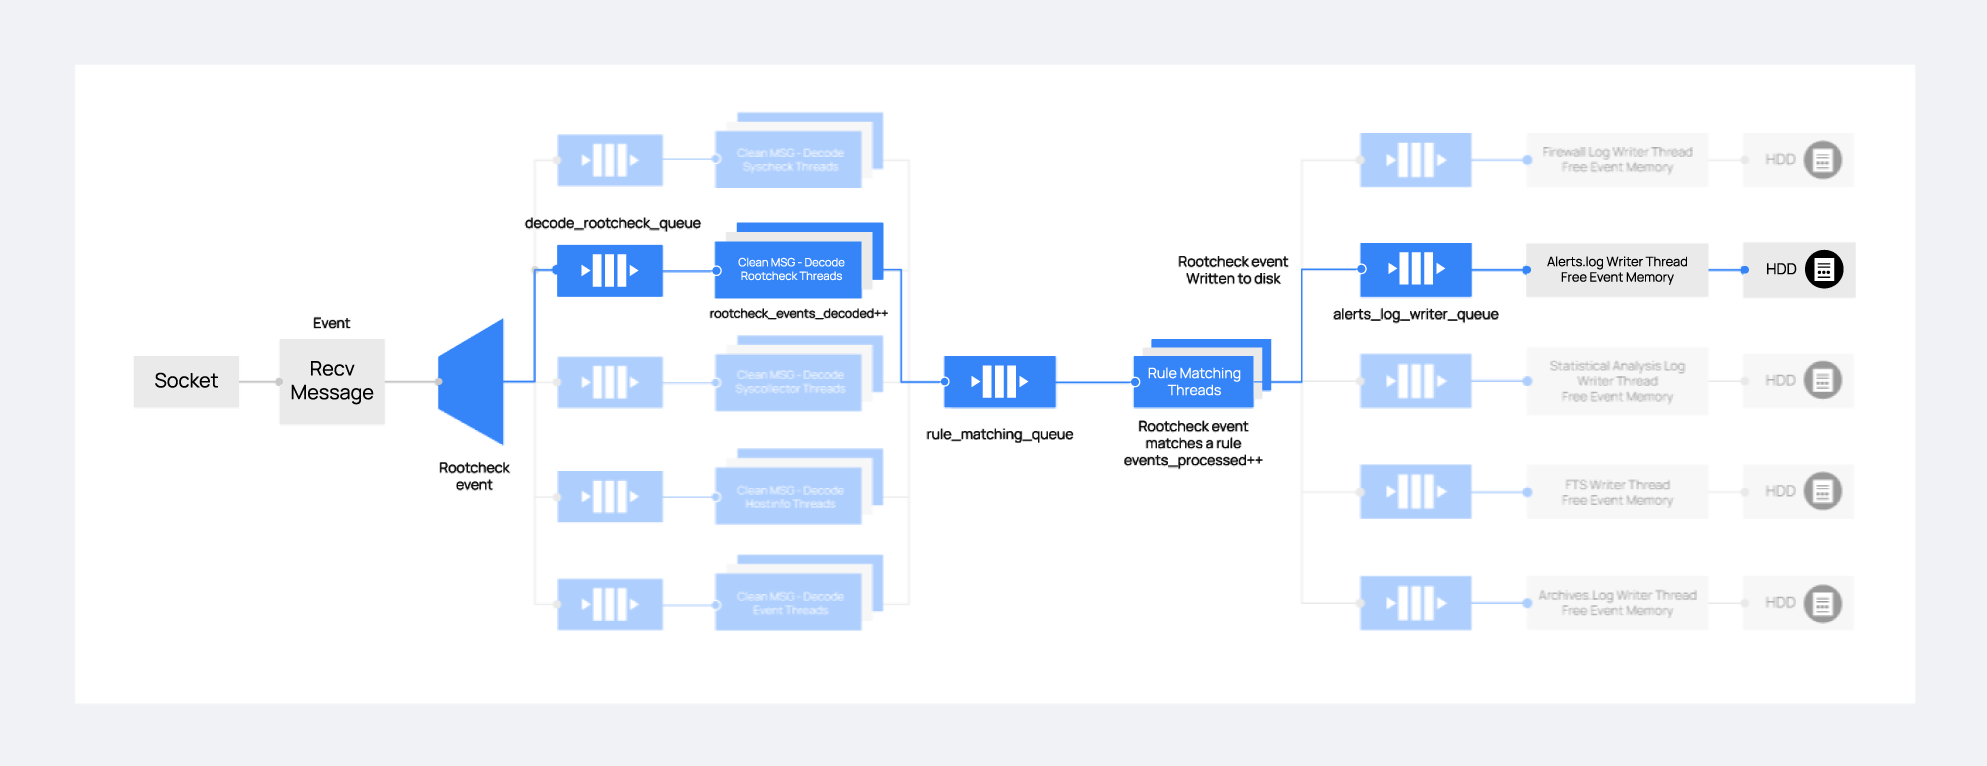 Socket
Event
Recv
Message
Rootcheck
event
Clean MSG - Decode
Syscheck Threads
decode_rootcheck_queue
Clean MSG - Decode
Rootcheck Threads
rootcheck_events_decoded++
Clean MSG - Decode
Syscollector Threads
Clean MSG - Decode
Hostinfo Threads
Clean MSG - Decode
Event Threads
rule_matching_queue
Rule Matching
Threads
Rootcheck event
matches a rule
events_processed++
Rootcheck event
Written to disk
Firewall Log Writer Thread
Free Event Memory
HDD
alerts_log_writer_queue
Alerts.log Writer Thread
Free Event Memory
HDD
Statistical Analysis Log
Writer Thread
Free Event Memory
HDD
FTS Writer Thread
Free Event Memory
HDD
Archives.Log Writer Thread
Free Event Memory
HDD